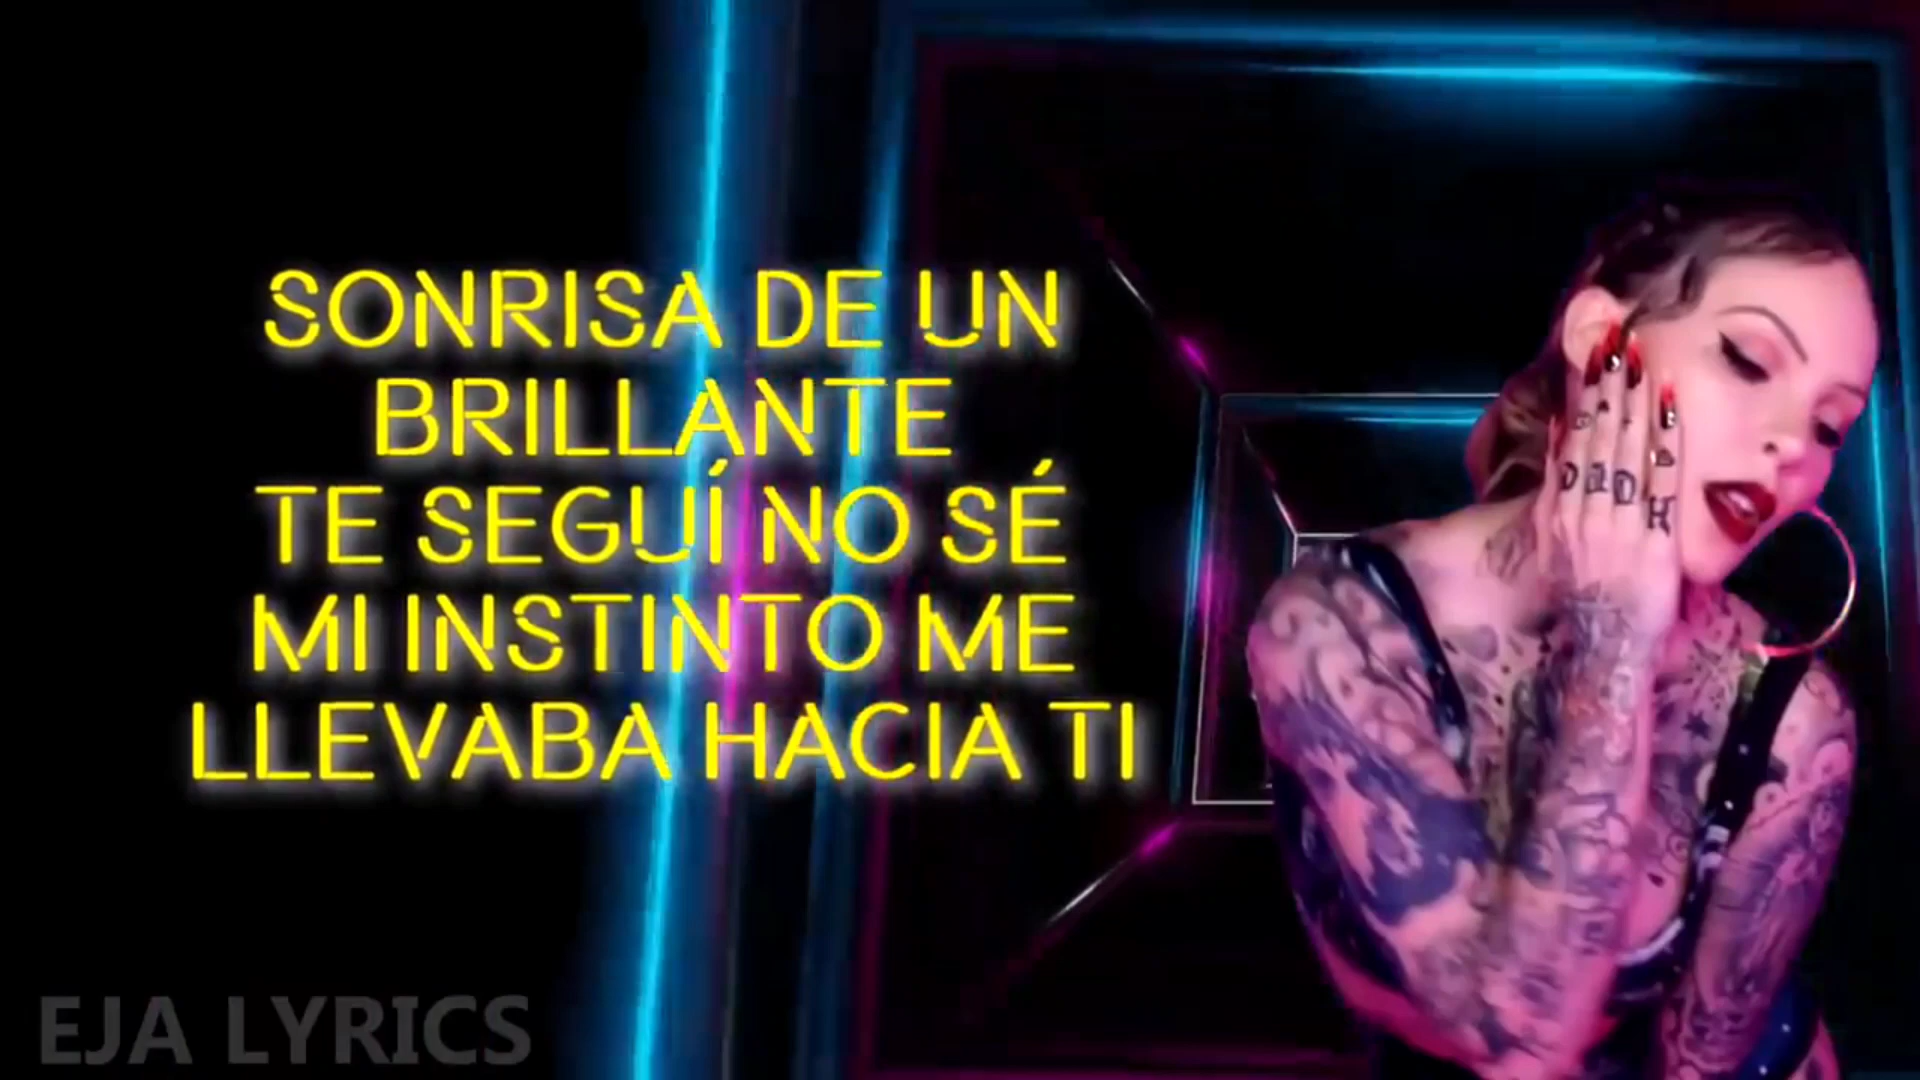 SONRISA DE UN
BRILLANTE
TE SEGUÍ NO SÉ
MI INSTINTO ME
LLEVABA HACIA TI
EJA LYRICS